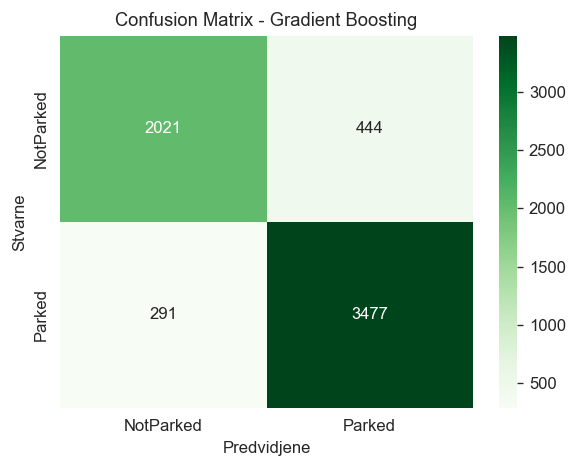 Confusion Matrix - Gradient Boosting
Stvarne
NotParked
2021
444
Parked
291
3477
NotParked
Parked
Predvidjene
3000
2500
2000
1500
1000
500